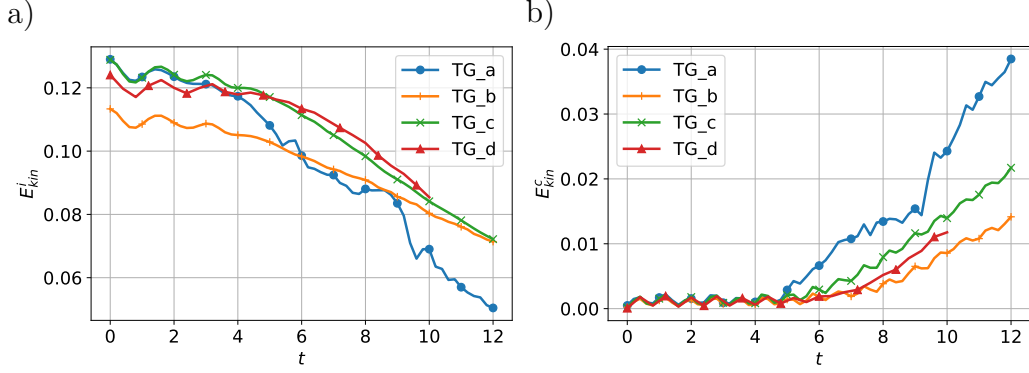 a)
0.12
0.10
0.08
0.06
E^i_{kin}
0 2 4 6 8 10 12
t
TG_a
TG_b
TG_c
TG_d
b)
0.04
0.03
0.02
0.01
0.00
E^c_{kin}
0 2 4 6 8 10 12
t
TG_a
TG_b
TG_c
TG_d